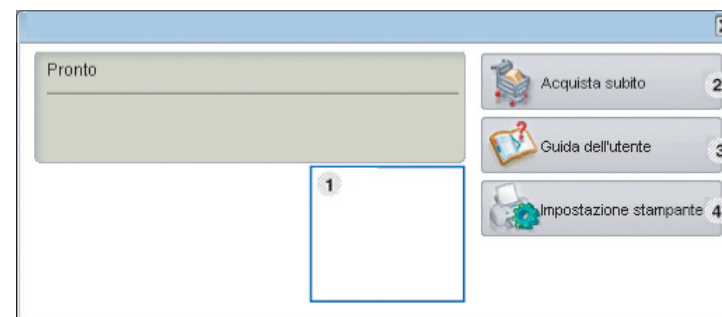 Pronto
Acquista subito 2
Guida dell'utente 3
1
Impostazione stampante 4